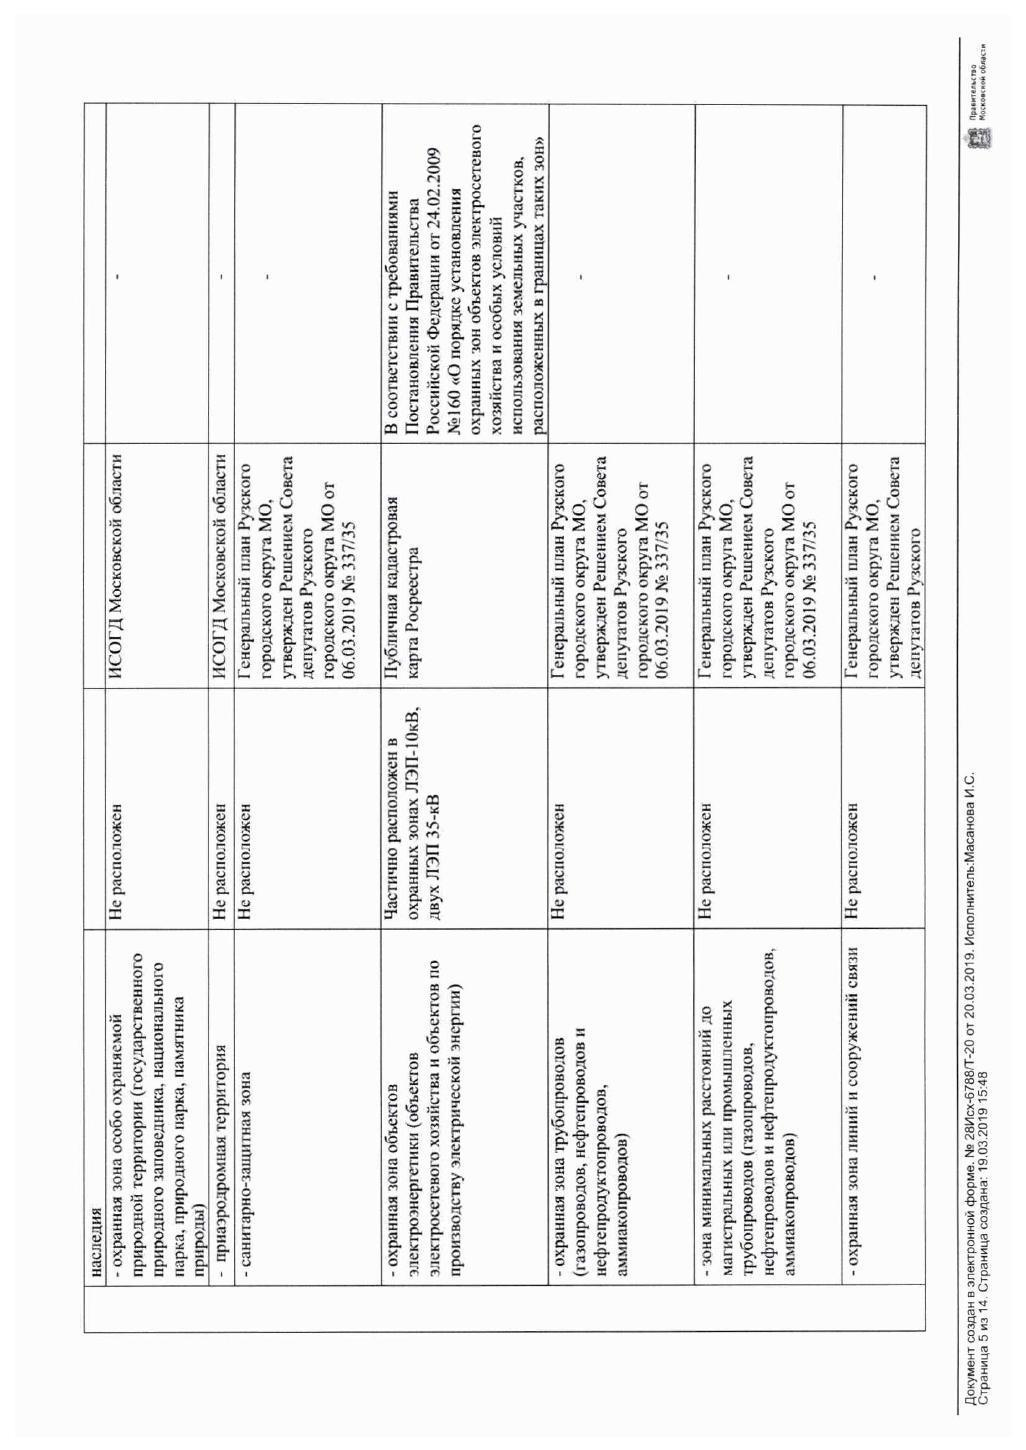 наследия
- охранная зона особо охраняемой
природной территории (государственного
природного заповедника, национального
парка, природного парка, памятника
природы)
Не расположен
ИСОГД Московской области
-
- приаэродромная территория
Не расположен
ИСОГД Московской области
-
- санитарно-защитная зона
Не расположен
Генеральный план Рузского
городского округа МО,
утвержден Решением Совета
депутатов Рузского
городского округа МО от
06.03.2019 № 337/35
-
- охранная зона объектов
электроэнергетики (объектов
электросетевого хозяйства и объектов по
производству электрической энергии)
Частично расположен в
охранных зонах ЛЭП-10кВ,
двух ЛЭП 35-кВ
Публичная кадастровая
карта Росреестра
В соответствии с требованиями
Постановления Правительства
Российской Федерации от 24.02.2009
№160 «О порядке установления
охранных зон объектов электросетевого
хозяйства и особых условий
использования земельных участков,
расположенных в границах таких зон»
- охранная зона трубопроводов
(газопроводов, нефтепроводов и
нефтепродуктопроводов,
аммиакопроводов)
Не расположен
Генеральный план Рузского
городского округа МО,
утвержден Решением Совета
депутатов Рузского
городского округа МО от
06.03.2019 № 337/35
-
- зона минимальных расстояний до
магистральных или промышленных
трубопроводов (газопроводов,
нефтепроводов и нефтепродуктопроводов,
аммиакопроводов)
Не расположен
Генеральный план Рузского
городского округа МО,
утвержден Решением Совета
депутатов Рузского
городского округа МО от
06.03.2019 № 337/35
-
- охранная зона линий и сооружений связи
Не расположен
Генеральный план Рузского
городского округа МО,
утвержден Решением Совета
депутатов Рузского
-
Документ создан в электронной форме. № 28Исх-6788/Т-20 от 20.03.2019. Исполнитель:Масанова И.С.
Страница 5 из 14. Страница создана: 19.03.2019 15:48
Правительство
Московской области